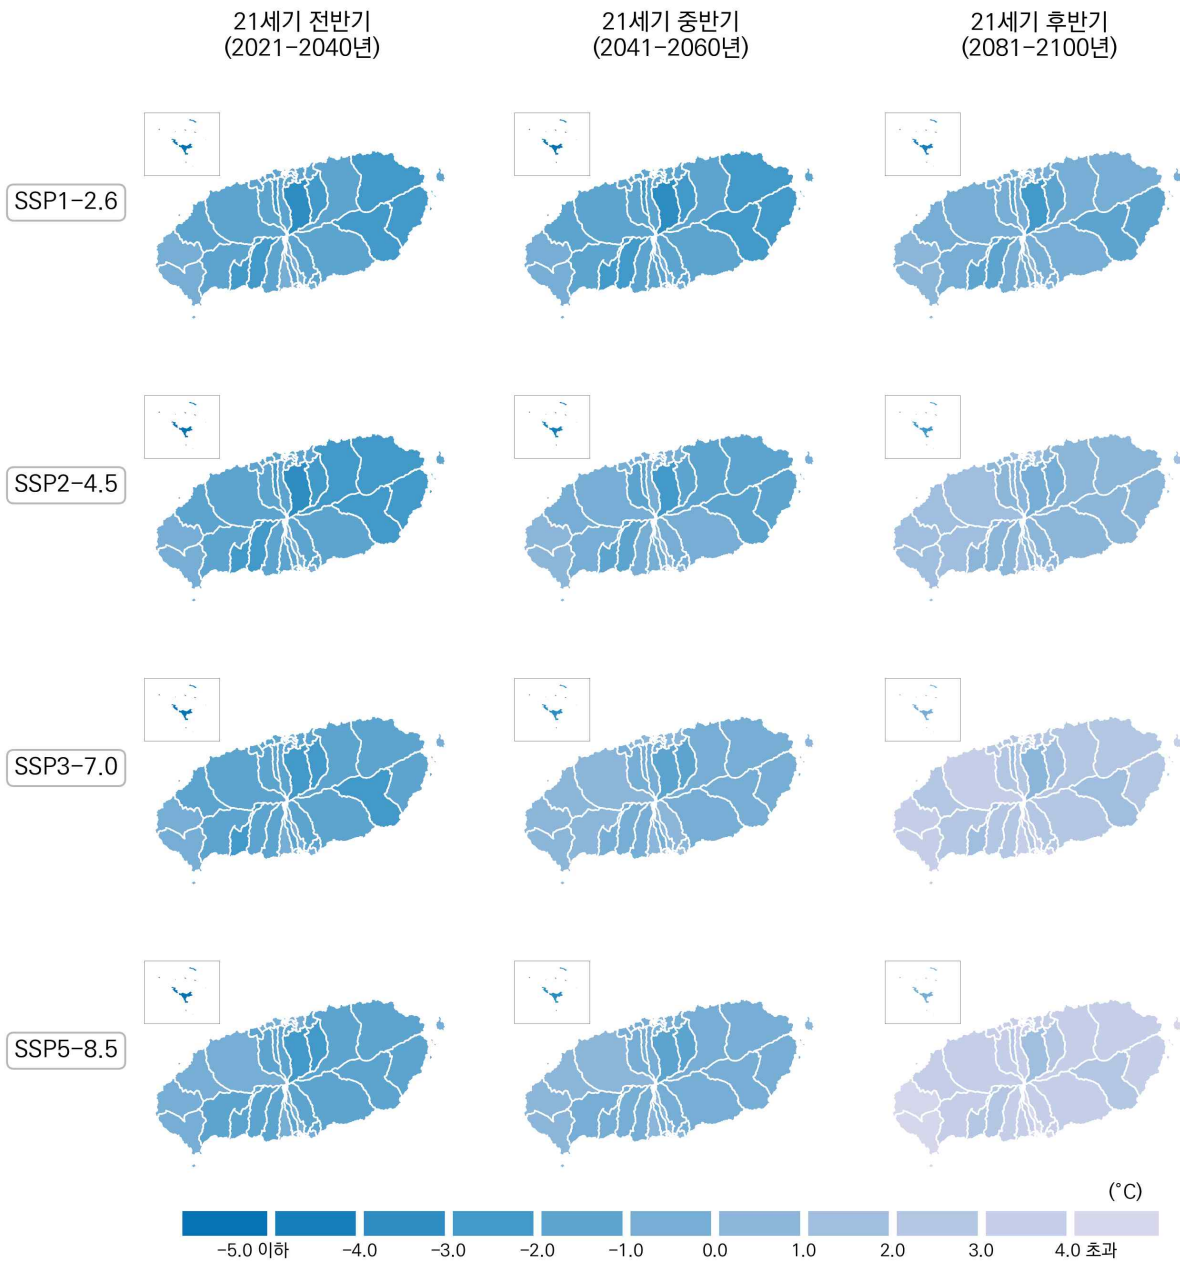 21세기 전반기
(2021-2040년)
21세기 중반기
(2041-2060년)
21세기 후반기
(2081-2100년)
SSP1-2.6
SSP2-4.5
SSP3-7.0
SSP5-8.5
(°C)
-5.0 이하 -4.0 -3.0 -2.0 -1.0 0.0 1.0 2.0 3.0 4.0 초과